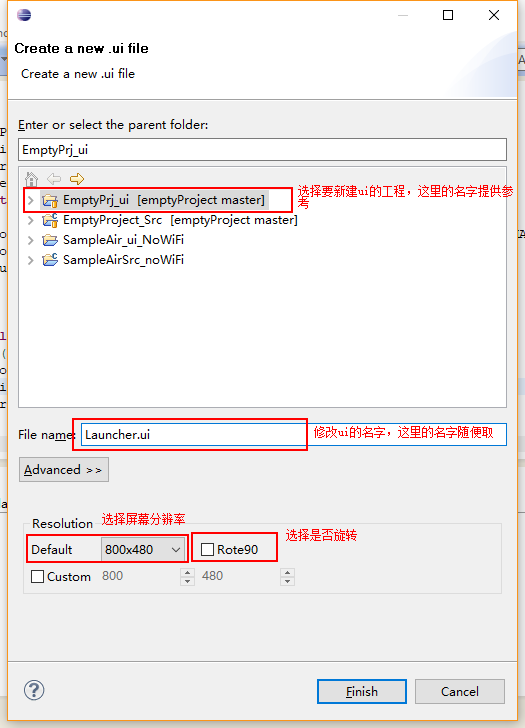 Create a new .ui file
Create a new .ui file
Enter or select the parent folder:
EmptyPrj_ui
EmptyPrj_ui [emptyProject master]
选择要新建ui的工程，这里的名字提供参
考
EmptyProject_Src [emptyProject master]
SampleAir_ui_NoWiFi
SampleAirSrc_noWiFi
File name:
Launcher.ui
修改ui的名字，这里的名字随便取
Advanced >>
Resolution
选择屏幕分辨率
Default
800x480
Rote90
选择是否旋转
Custom
800
480
Finish
Cancel